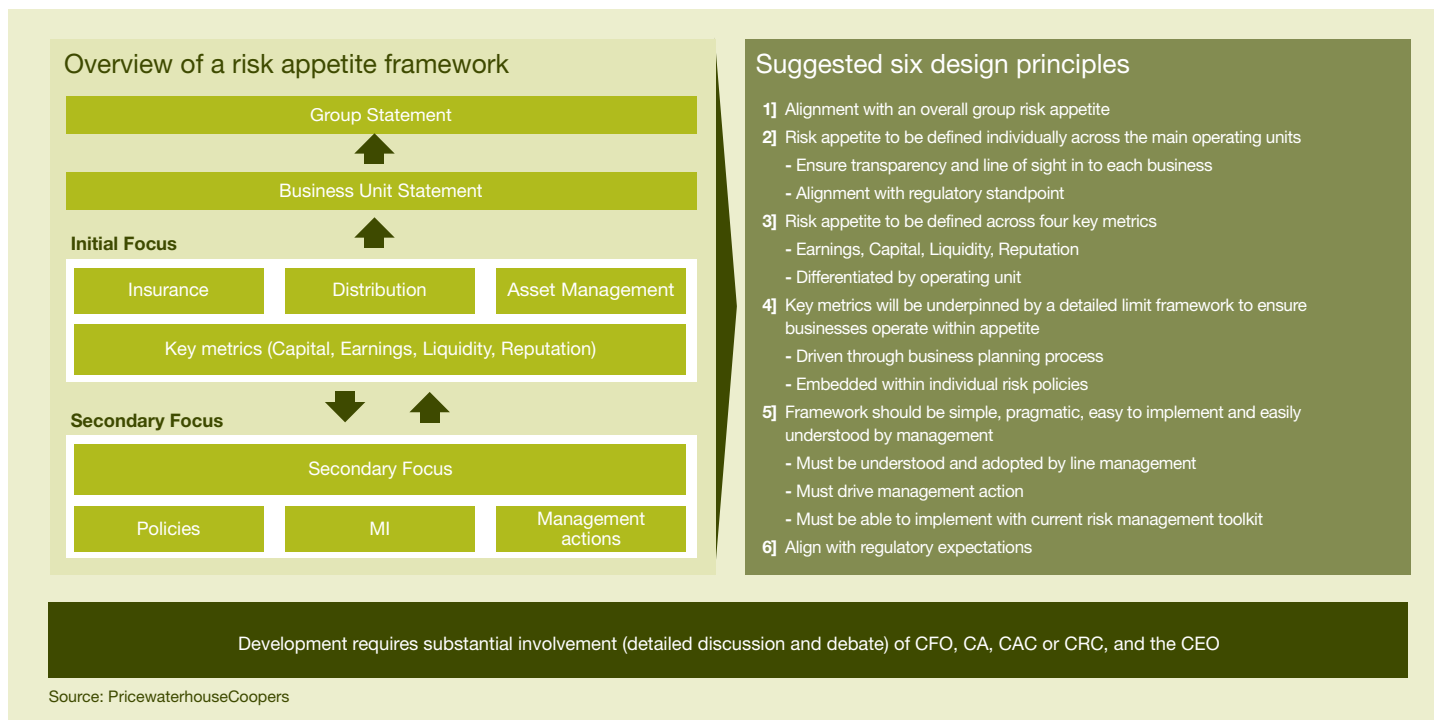 Overview of a risk appetite framework
Group Statement
Business Unit Statement
Initial Focus
Insurance
Distribution
Asset Management
Key metrics (Capital, Earnings, Liquidity, Reputation)
Secondary Focus
Secondary Focus
Policies
MI
Management
actions
Suggested six design principles
1] Alignment with an overall group risk appetite
2] Risk appetite to be defined individually across the main operating units
- Ensure transparency and line of sight in to each business
- Alignment with regulatory standpoint
3] Risk appetite to be defined across four key metrics
- Earnings, Capital, Liquidity, Reputation
- Differentiated by operating unit
4] Key metrics will be underpinned by a detailed limit framework to ensure
businesses operate within appetite
- Driven through business planning process
- Embedded within individual risk policies
5] Framework should be simple, pragmatic, easy to implement and easily
understood by management
- Must be understood and adopted by line management
- Must drive management action
- Must be able to implement with current risk management toolkit
6] Align with regulatory expectations
Development requires substantial involvement (detailed discussion and debate) of CFO, CA, CAC or CRC, and the CEO
Source: PricewaterhouseCoopers